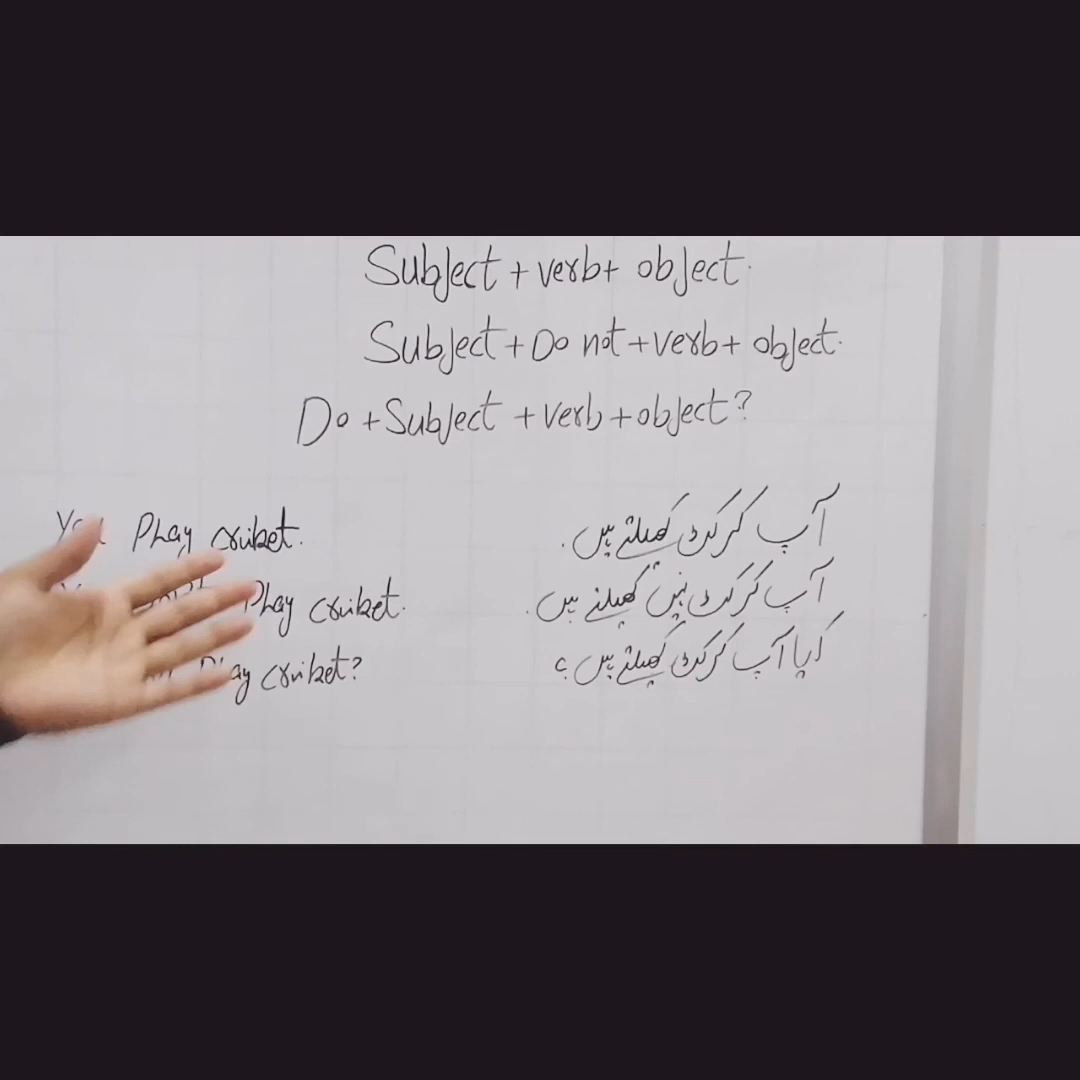 Subject + verb + object.
Subject + Do not + verb + object.
Do + Subject + verb + object?
You Play cricket. آپ کرکٹ کھیلتے ہیں.
Play cricket. آپ کرکٹ نہیں کھیلتے ہیں.
Play cricket? کیا آپ کرکٹ کھیلتے ہیں؟